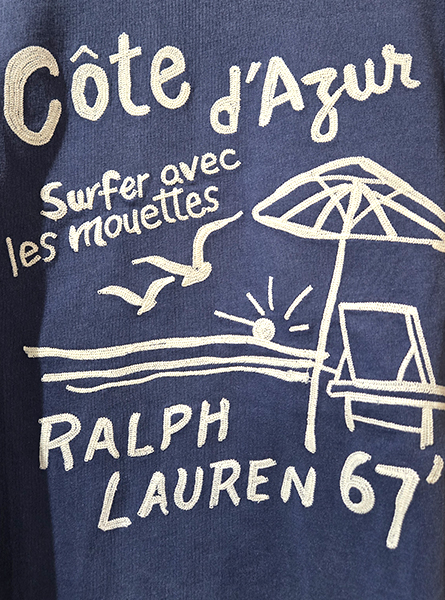 Côte d'Azur
Surfer avec
les mouettes
RALPH
LAUREN 67'